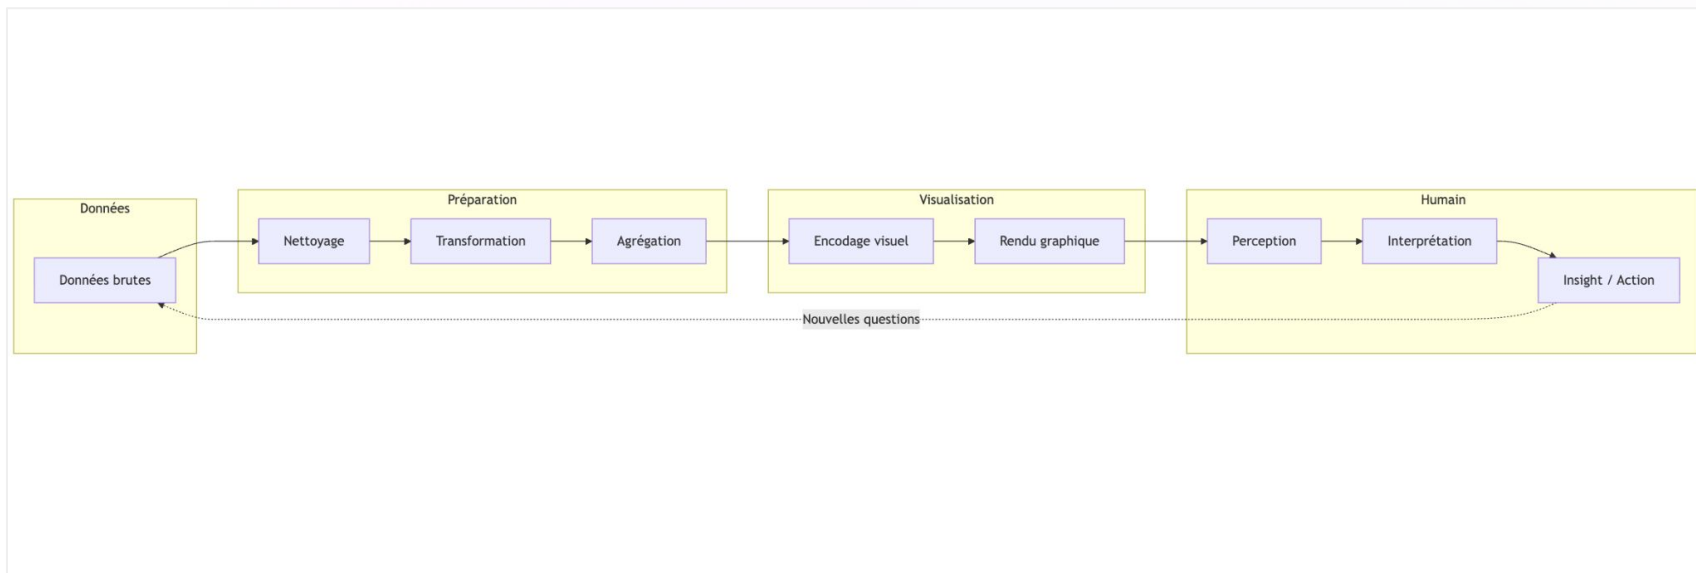 Données
Données brutes
Préparation
Nettoyage
Transformation
Agrégation
Visualisation
Encodage visuel
Rendu graphique
Humain
Perception
Interprétation
Insight / Action
Nouvelles questions